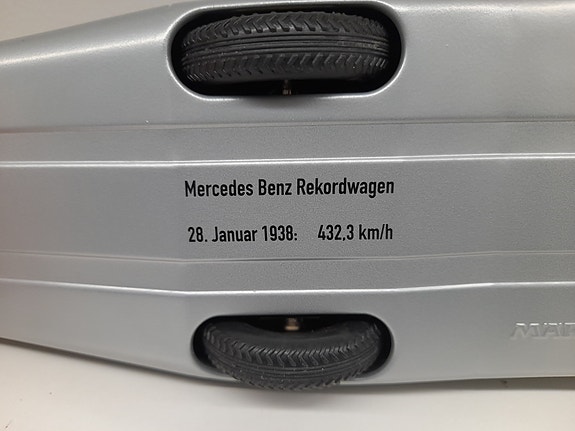 Mercedes Benz Rekordwagen
28. Januar 1938: 432,3 km/h